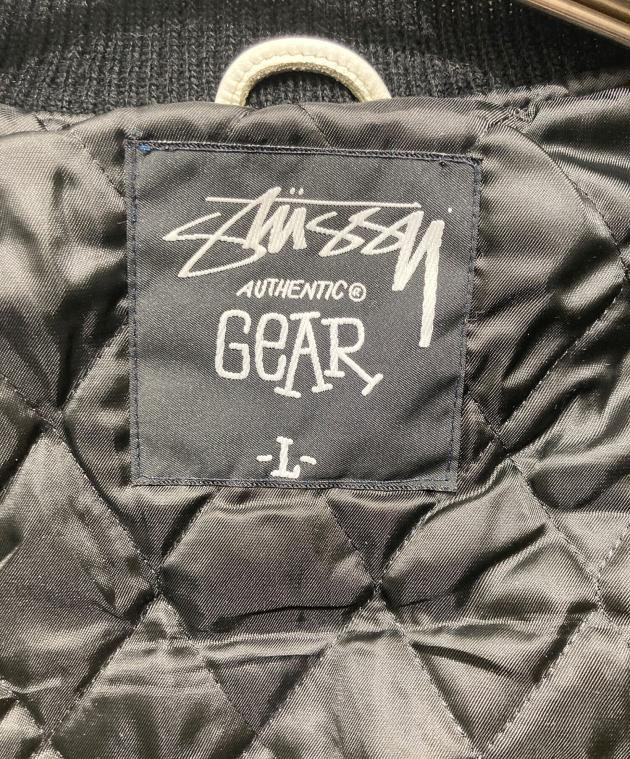 Stüssy
AUTHENTIC®
GEAR
-L-